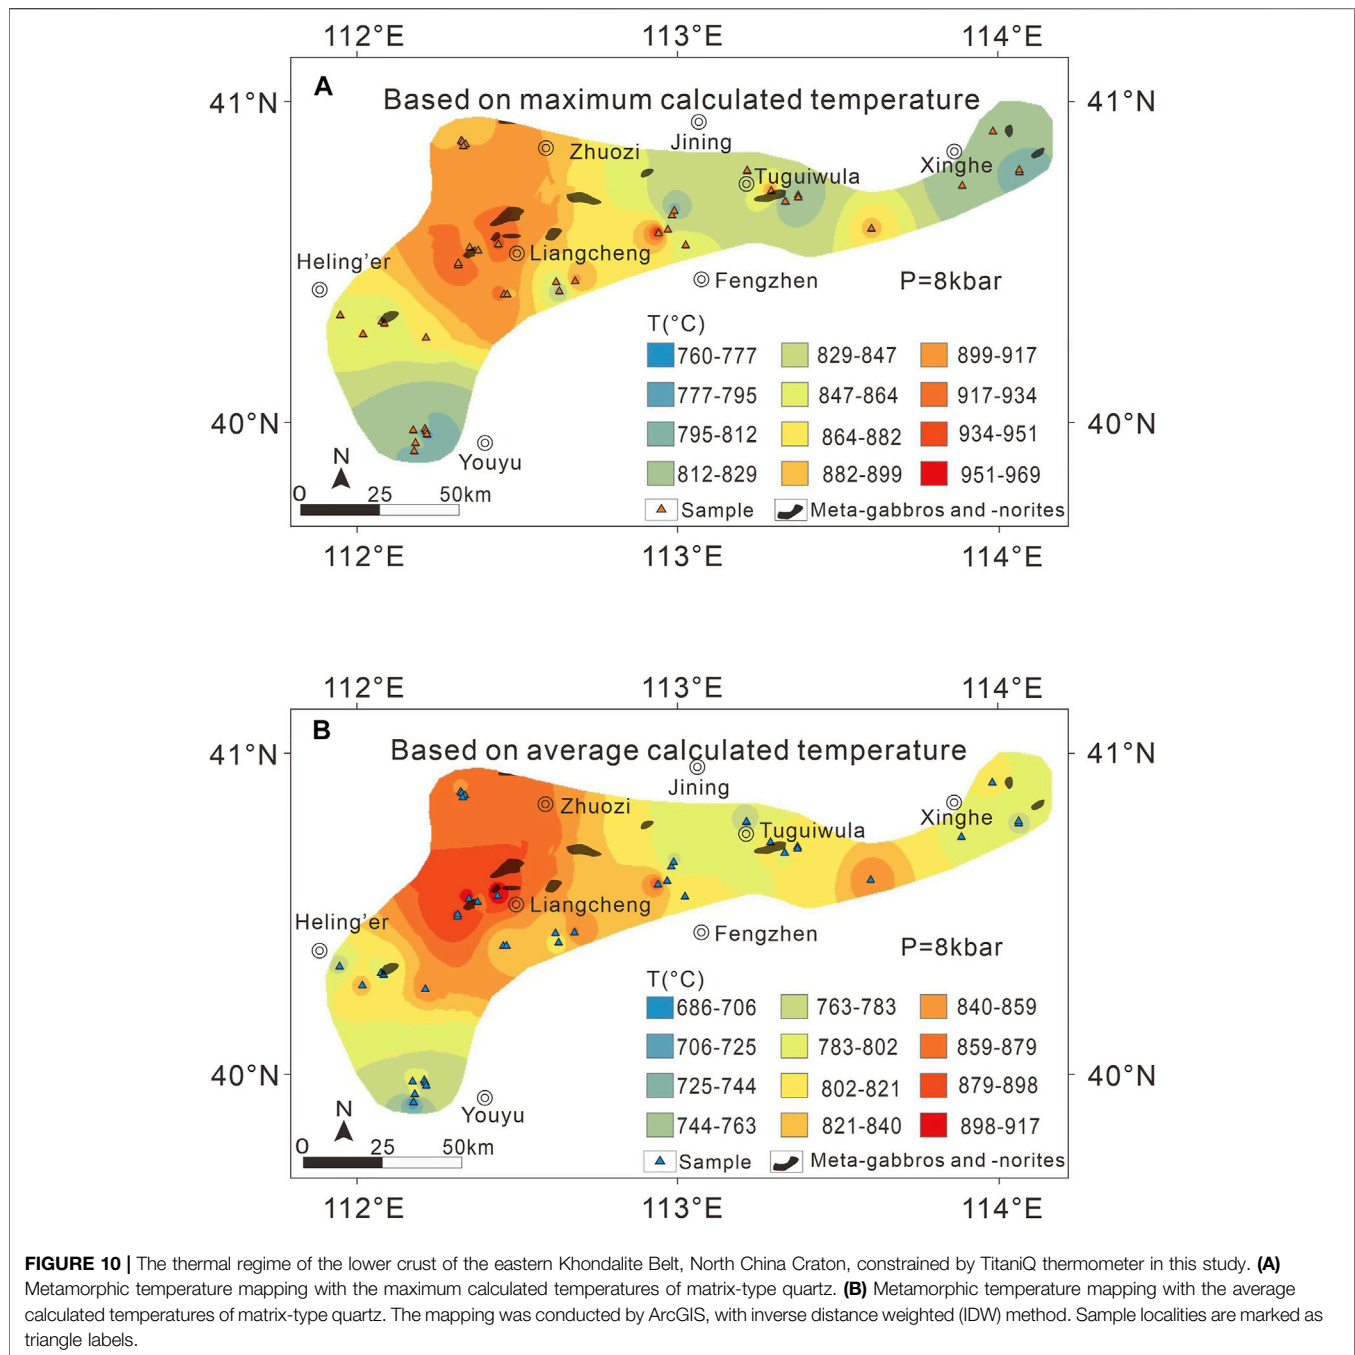 112°E 113°E 114°E
A
Based on maximum calculated temperature
41°N 41°N
Jining
Zhuozi
Xinghe
Tuguiwula
Liangcheng
Heling'er
Fengzhen
P=8kbar
T(°C)
760-777 829-847 899-917
777-795 847-864 917-934
40°N 40°N
795-812 864-882 934-951
812-829 882-899 951-969
Youyu
N
0 25 50km
Sample Meta-gabbros and -norites
112°E 113°E 114°E
112°E 113°E 114°E
B
Based on average calculated temperature
41°N 41°N
Jining
Zhuozi
Xinghe
Tuguiwula
Liangcheng
Heling'er
Fengzhen
P=8kbar
T(°C)
686-706 763-783 840-859
706-725 783-802 859-879
40°N 40°N
725-744 802-821 879-898
744-763 821-840 898-917
Youyu
N
0 25 50km
Sample Meta-gabbros and -norites
112°E 113°E 114°E
FIGURE 10 | The thermal regime of the lower crust of the eastern Khondalite Belt, North China Craton, constrained by TitaniQ thermometer in this study. (A)
Metamorphic temperature mapping with the maximum calculated temperatures of matrix-type quartz. (B) Metamorphic temperature mapping with the average
calculated temperatures of matrix-type quartz. The mapping was conducted by ArcGIS, with inverse distance weighted (IDW) method. Sample localities are marked as
triangle labels.